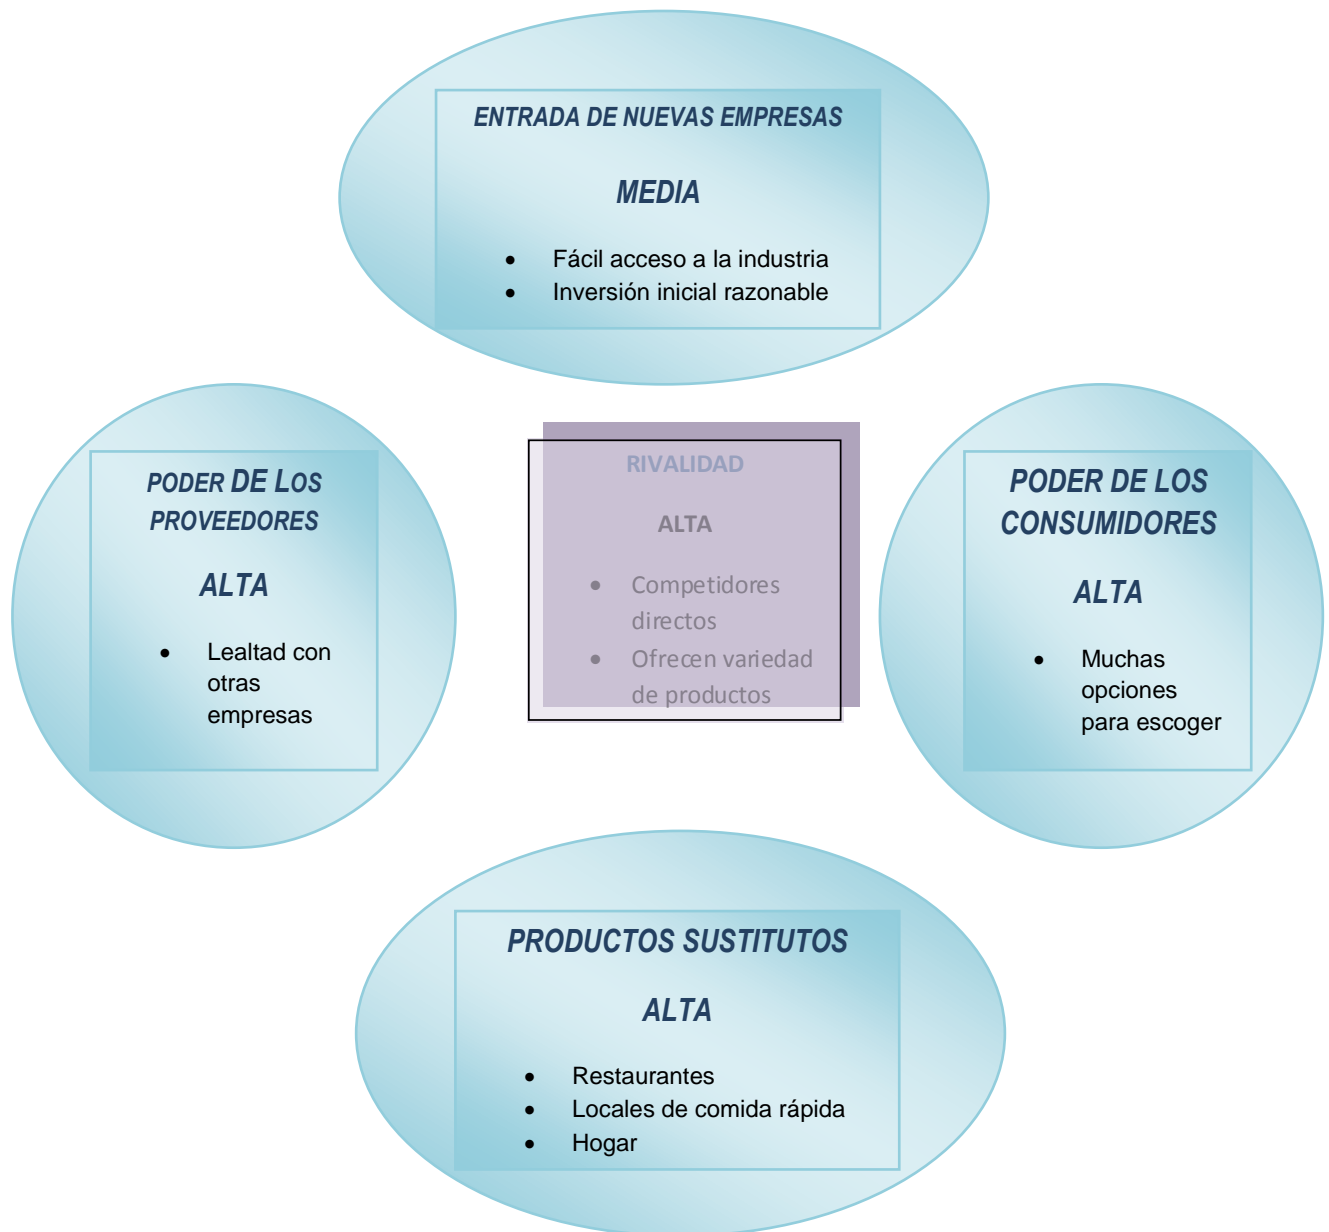 ENTRADA DE NUEVAS EMPRESAS
MEDIA
• Fácil acceso a la industria
• Inversión inicial razonable
PODER DE LOS
PROVEEDORES
ALTA
• Lealtad con
otras
empresas
RIVALIDAD
ALTA
• Competidores
directos
• Ofrecen variedad
de productos
PODER DE LOS
CONSUMIDORES
ALTA
• Muchas
opciones
para escoger
PRODUCTOS SUSTITUTOS
ALTA
• Restaurantes
• Locales de comida rápida
• Hogar